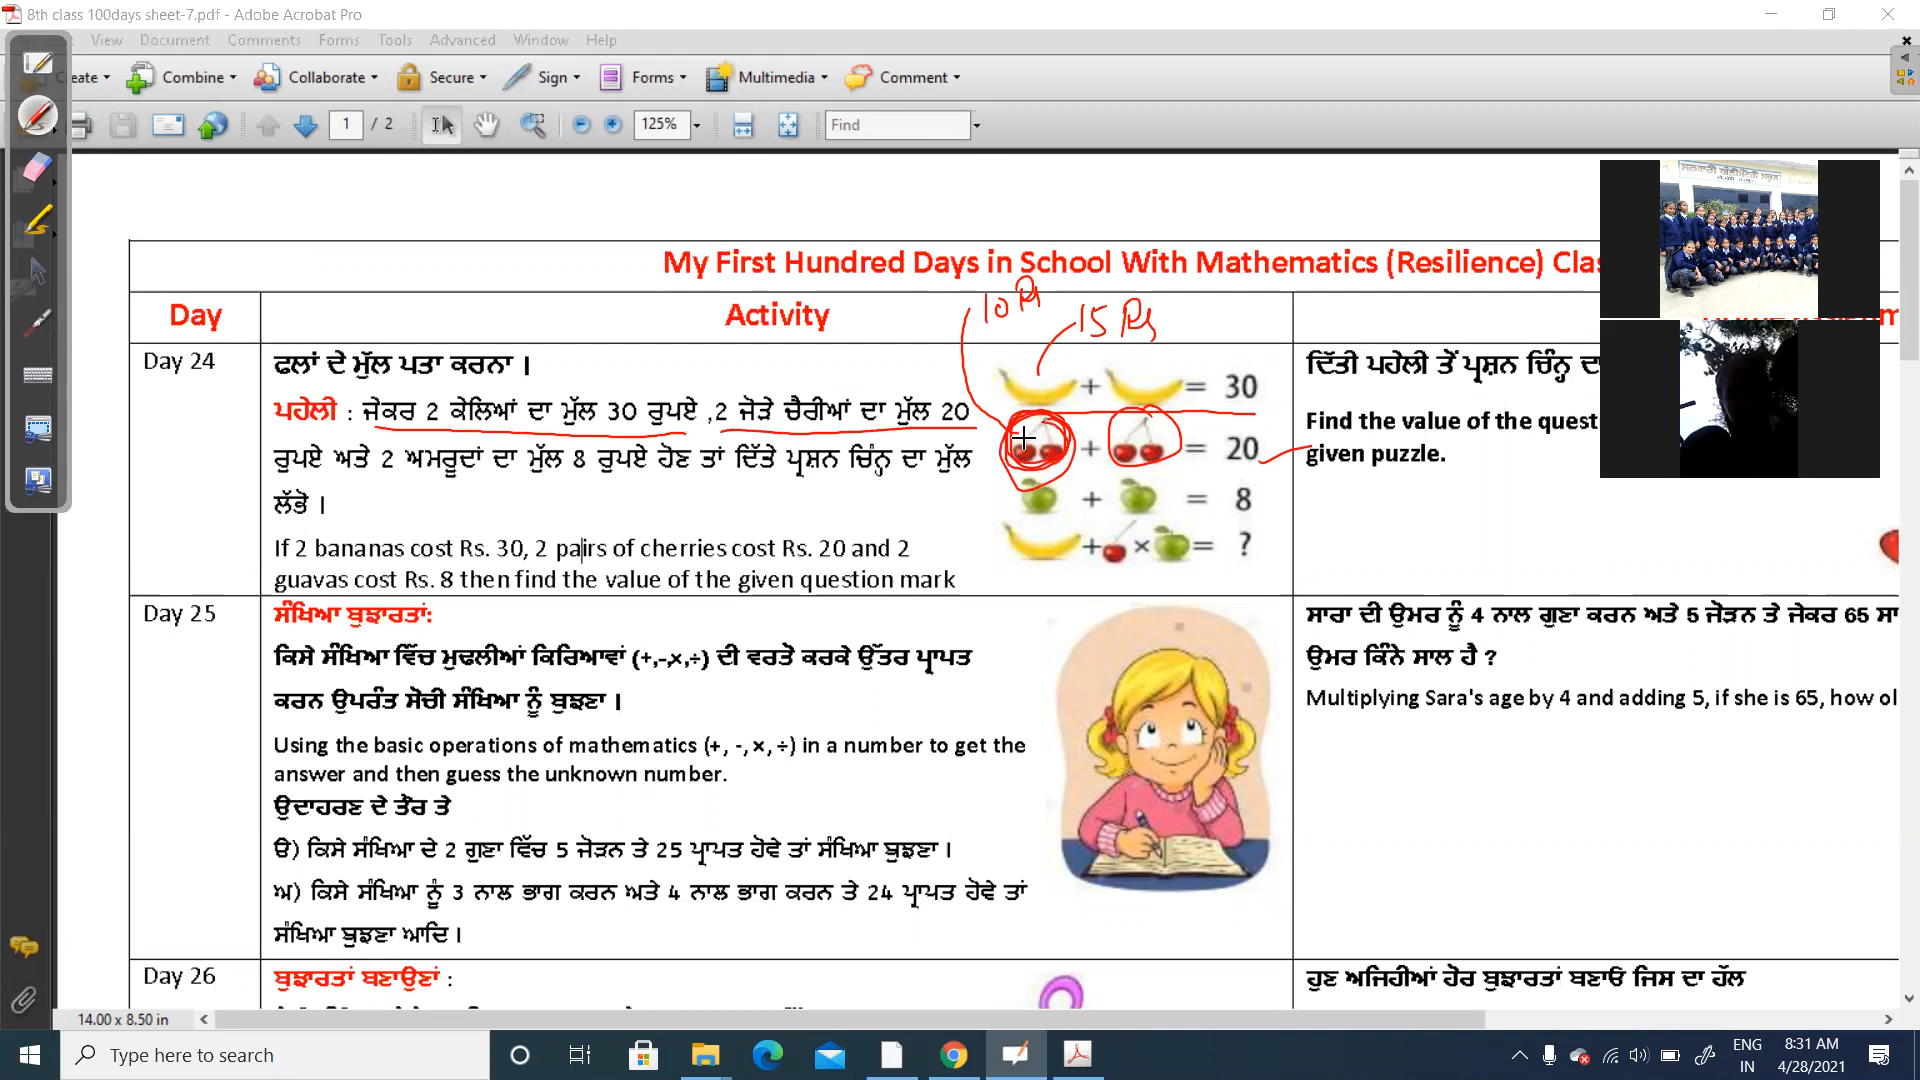 8th class 100days sheet-7.pdf - Adobe Acrobat Pro
View Document Comments Forms Tools Advanced Window Help
Create Combine Collaborate Secure Sign Forms Multimedia Comment
1 / 2 125% Find
ਸਰਕਾਰੀ ਐਲੀਮੈਂਟਰੀ ਸਕੂਲ
My First Hundred Days in School With Mathematics (Resilience) Clas
Day Activity
10 Rs
15 Rs
Day 24
ਫਲਾਂ ਦੇ ਮੁੱਲ ਪਤਾ ਕਰਨਾ ।
ਪਹੇਲੀ : ਜੇਕਰ 2 ਕੇਲਿਆਂ ਦਾ ਮੁੱਲ 30 ਰੁਪਏ ,2 ਜੋੜੇ ਚੈਰੀਆਂ ਦਾ ਮੁੱਲ 20
ਰੁਪਏ ਅਤੇ 2 ਅਮਰੂਦਾਂ ਦਾ ਮੁੱਲ 8 ਰੁਪਏ ਹੋਣ ਤਾਂ ਦਿੱਤੇ ਪ੍ਰਸ਼ਨ ਚਿੰਨ੍ਹ ਦਾ ਮੁੱਲ
ਲੱਭੋ ।
If 2 bananas cost Rs. 30, 2 pairs of cherries cost Rs. 20 and 2
guavas cost Rs. 8 then find the value of the given question mark
+ = 30
+ = 20
+ = 8
+ × = ?
ਦਿੱਤੀ ਪਹੇਲੀ ਤੋਂ ਪ੍ਰਸ਼ਨ ਚਿੰਨ੍ਹ ਦਾ
Find the value of the quest
given puzzle.
Day 25
ਸੰਖਿਆ ਬੁਝਾਰਤਾਂ:
ਕਿਸੇ ਸੰਖਿਆ ਵਿੱਚ ਮੁਢਲੀਆਂ ਕਿਰਿਆਵਾਂ (+,-,×,÷) ਦੀ ਵਰਤੋਂ ਕਰਕੇ ਉੱਤਰ ਪ੍ਰਾਪਤ
ਕਰਨ ਉਪਰੰਤ ਸੋਚੀ ਸੰਖਿਆ ਨੂੰ ਬੁਝਣਾ ।
Using the basic operations of mathematics (+, -, ×, ÷) in a number to get the
answer and then guess the unknown number.
ਉਦਾਹਰਣ ਦੇ ਤੌਰ ਤੇ
ੳ) ਕਿਸੇ ਸੰਖਿਆ ਦੇ 2 ਗੁਣਾ ਵਿੱਚ 5 ਜੋੜਨ ਤੇ 25 ਪ੍ਰਾਪਤ ਹੋਵੇ ਤਾਂ ਸੰਖਿਆ ਬੁਝਣਾ ।
ਅ) ਕਿਸੇ ਸੰਖਿਆ ਨੂੰ 3 ਨਾਲ ਭਾਗ ਕਰਨ ਅਤੇ 4 ਨਾਲ ਭਾਗ ਕਰਨ ਤੇ 24 ਪ੍ਰਾਪਤ ਹੋਵੇ ਤਾਂ
ਸੰਖਿਆ ਬੁਝਣਾ ਆਦਿ ।
ਸਾਰਾ ਦੀ ਉਮਰ ਨੂੰ 4 ਨਾਲ ਗੁਣਾ ਕਰਨ ਅਤੇ 5 ਜੋੜਨ ਤੇ ਜੇਕਰ 65 ਸਾ
ਉਮਰ ਕਿੰਨੇ ਸਾਲ ਹੈ ?
Multiplying Sara's age by 4 and adding 5, if she is 65, how ol
Day 26
ਬੁਝਾਰਤਾਂ ਬਣਾਉਣਾਂ :
ਹੁਣ ਅਜਿਹੀਆਂ ਹੋਰ ਬੁਝਾਰਤਾਂ ਬਣਾਓ ਜਿਸ ਦਾ ਹੱਲ
14.00 x 8.50 in
Type here to search
ENG
IN
8:31 AM
4/28/2021